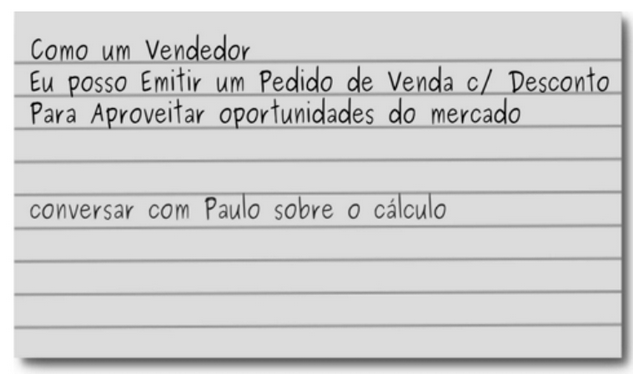 Como um Vendedor
Eu posso Emitir um Pedido de Venda c/ Desconto
Para Aproveitar oportunidades do mercado
conversar com Paulo sobre o cálculo